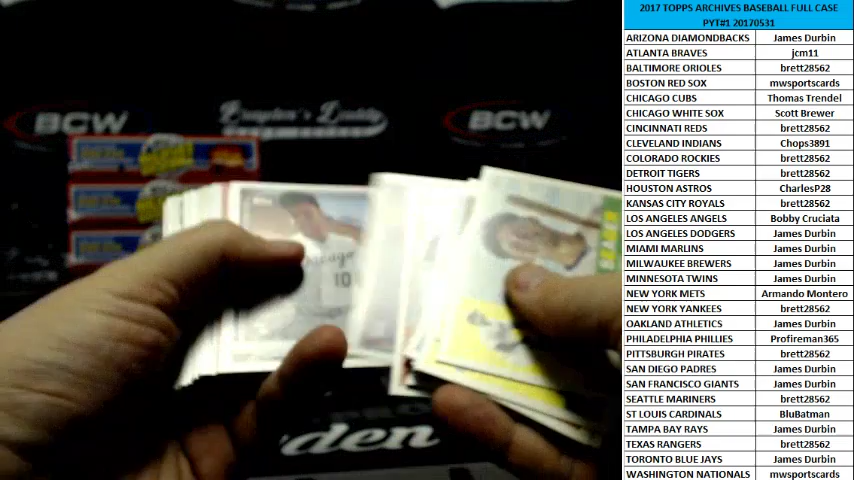 2017 TOPPS ARCHIVES BASEBALL FULL CASE
PYT#1 20170531
ARIZONA DIAMONDBACKS James Durbin
ATLANTA BRAVES jcm11
BALTIMORE ORIOLES brett28562
BOSTON RED SOX mwsportscards
CHICAGO CUBS Thomas Trendel
CHICAGO WHITE SOX Scott Brewer
CINCINNATI REDS brett28562
CLEVELAND INDIANS Chops3891
COLORADO ROCKIES brett28562
DETROIT TIGERS brett28562
HOUSTON ASTROS CharlesP28
KANSAS CITY ROYALS brett28562
LOS ANGELES ANGELS Bobby Cruciata
LOS ANGELES DODGERS James Durbin
MIAMI MARLINS James Durbin
MILWAUKEE BREWERS James Durbin
MINNESOTA TWINS James Durbin
NEW YORK METS Armando Montero
NEW YORK YANKEES brett28562
OAKLAND ATHLETICS James Durbin
PHILADELPHIA PHILLIES Profireman365
PITTSBURGH PIRATES brett28562
SAN DIEGO PADRES James Durbin
SAN FRANCISCO GIANTS James Durbin
SEATTLE MARINERS brett28562
ST LOUIS CARDINALS BluBatman
TAMPA BAY RAYS James Durbin
TEXAS RANGERS brett28562
TORONTO BLUE JAYS James Durbin
WASHINGTON NATIONALS mwsportscards
BCW
BCW
10
den